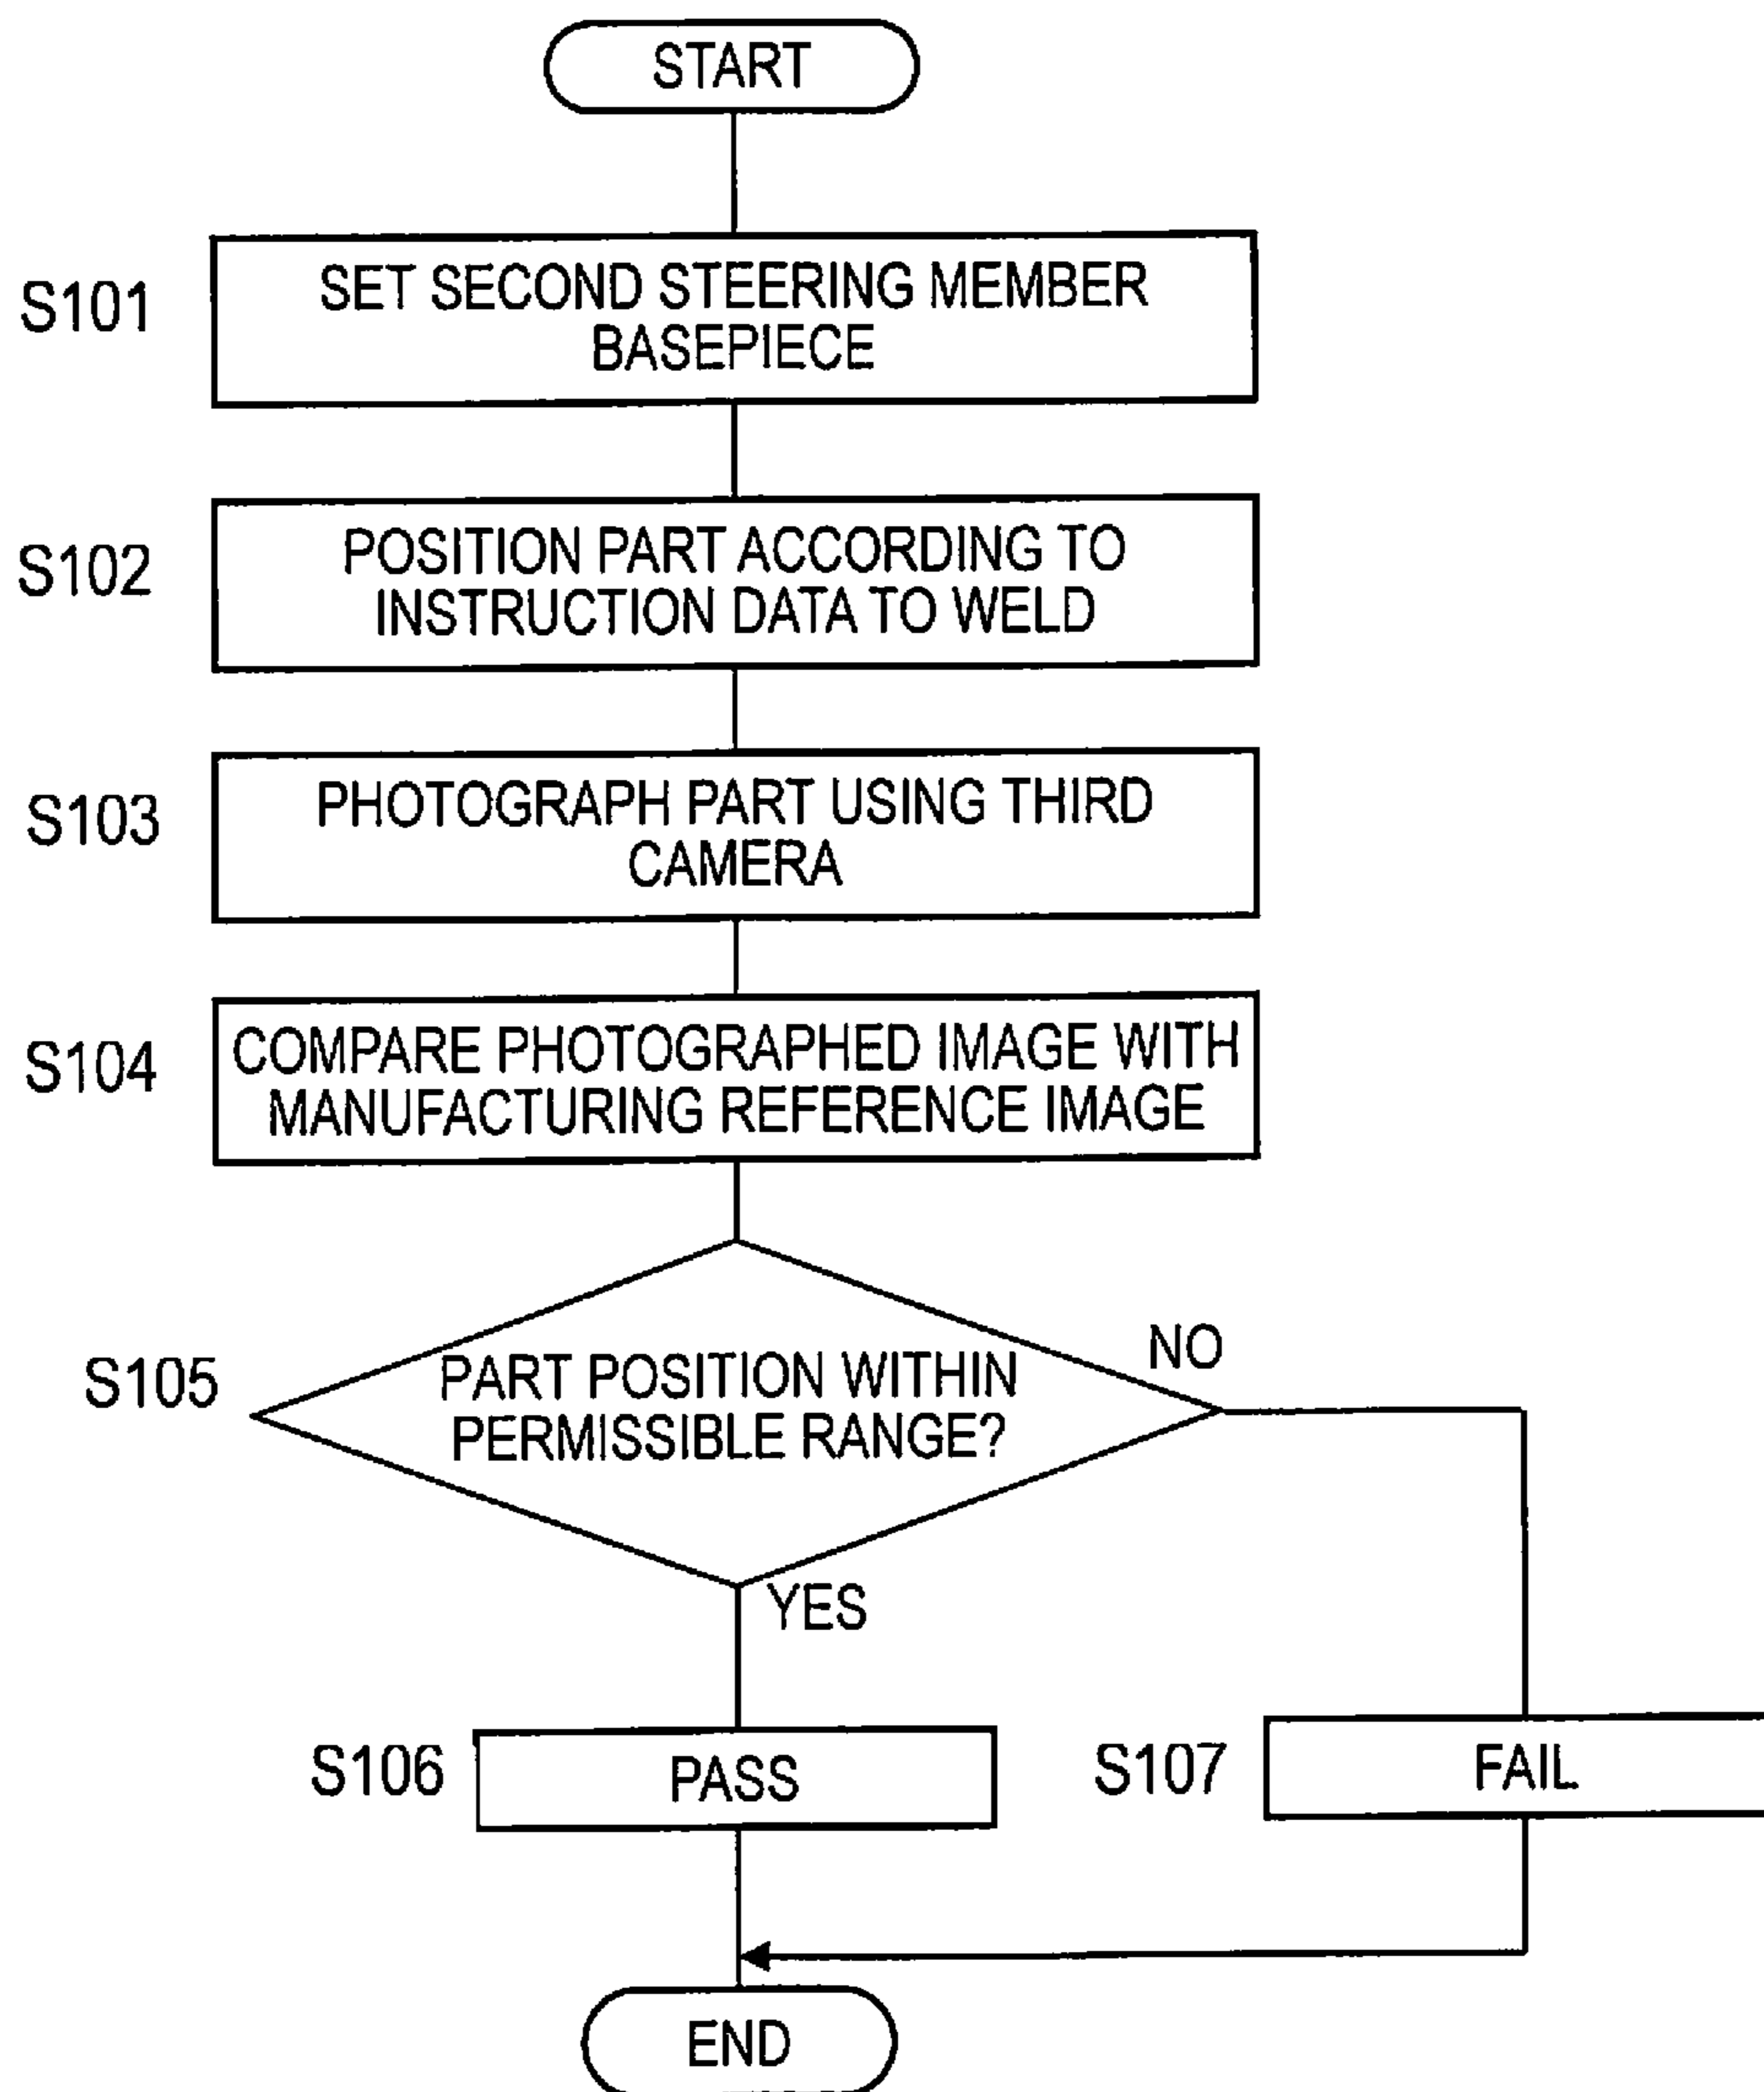 START
S101
SET SECOND STEERING MEMBER
BASEPIECE
S102
POSITION PART ACCORDING TO
INSTRUCTION DATA TO WELD
S103
PHOTOGRAPH PART USING THIRD
CAMERA
S104
COMPARE PHOTOGRAPHED IMAGE WITH
MANUFACTURING REFERENCE IMAGE
S105
PART POSITION WITHIN
PERMISSIBLE RANGE?
NO
YES
S106
PASS
S107
FAIL
END